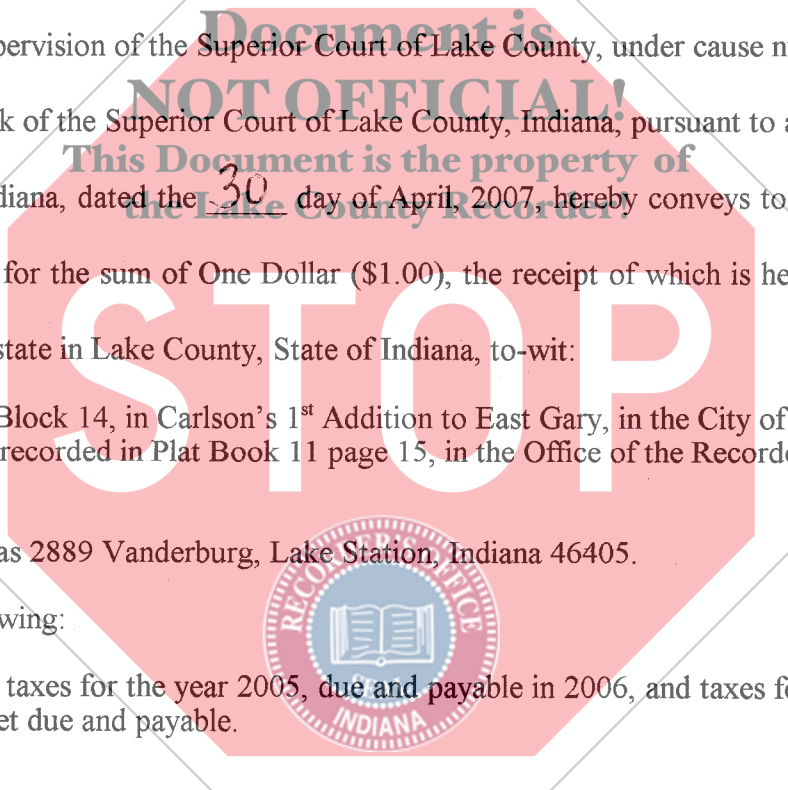 Document is
pervision of the Superior Court of Lake County, under cause n
NOT OFFICIAL!
k of the Superior Court of Lake County, Indiana, pursuant to a
This Document is the property of
diana, dated the 30 day of April, 2007, hereby conveys to
the Lake County Recorder!
for the sum of One Dollar ($1.00), the receipt of which is he
STOP
state in Lake County, State of Indiana, to-wit:
Block 14, in Carlson's 1st Addition to East Gary, in the City of
recorded in Plat Book 11 page 15, in the Office of the Recorde
as 2889 Vanderburg, Lake Station, Indiana 46405.
RECORDER'S OFFICE
wing:
SEAL
taxes for the year 2005, due and payable in 2006, and taxes fo
INDIANA
et due and payable.